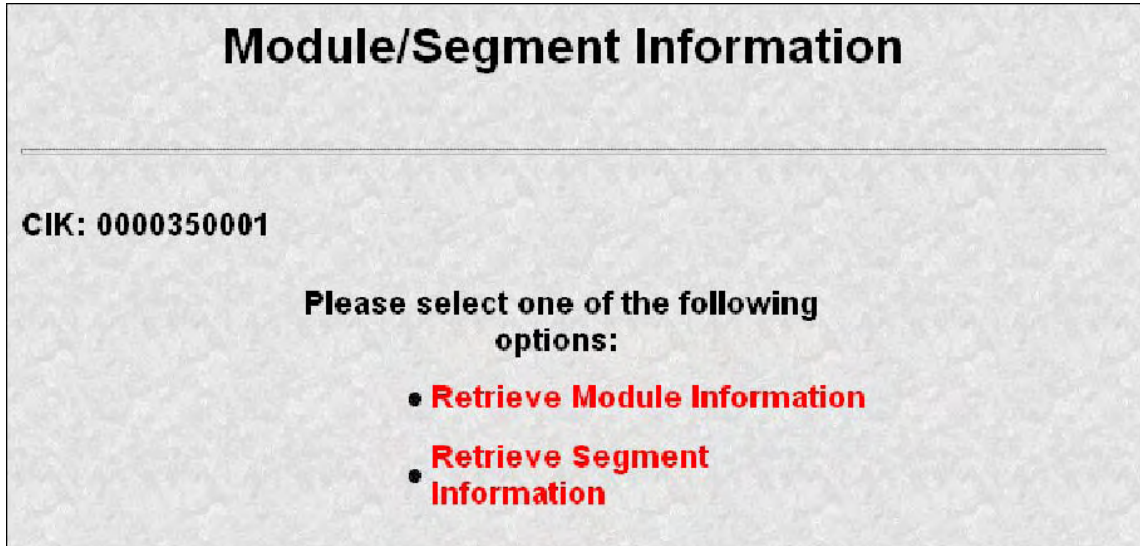 Module/Segment Information
CIK: 0000350001
Please select one of the following
options:
Retrieve Module Information
Retrieve Segment
Information